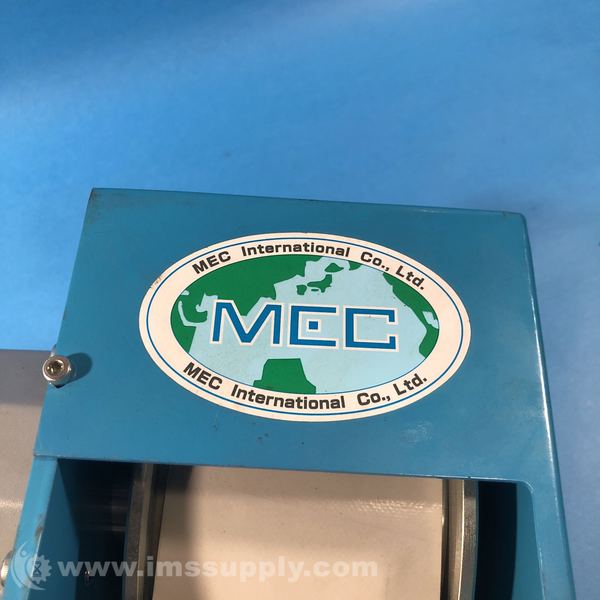 MEC International Co., Ltd.
MEC
MEC International Co., Ltd.
www.imssupply.com